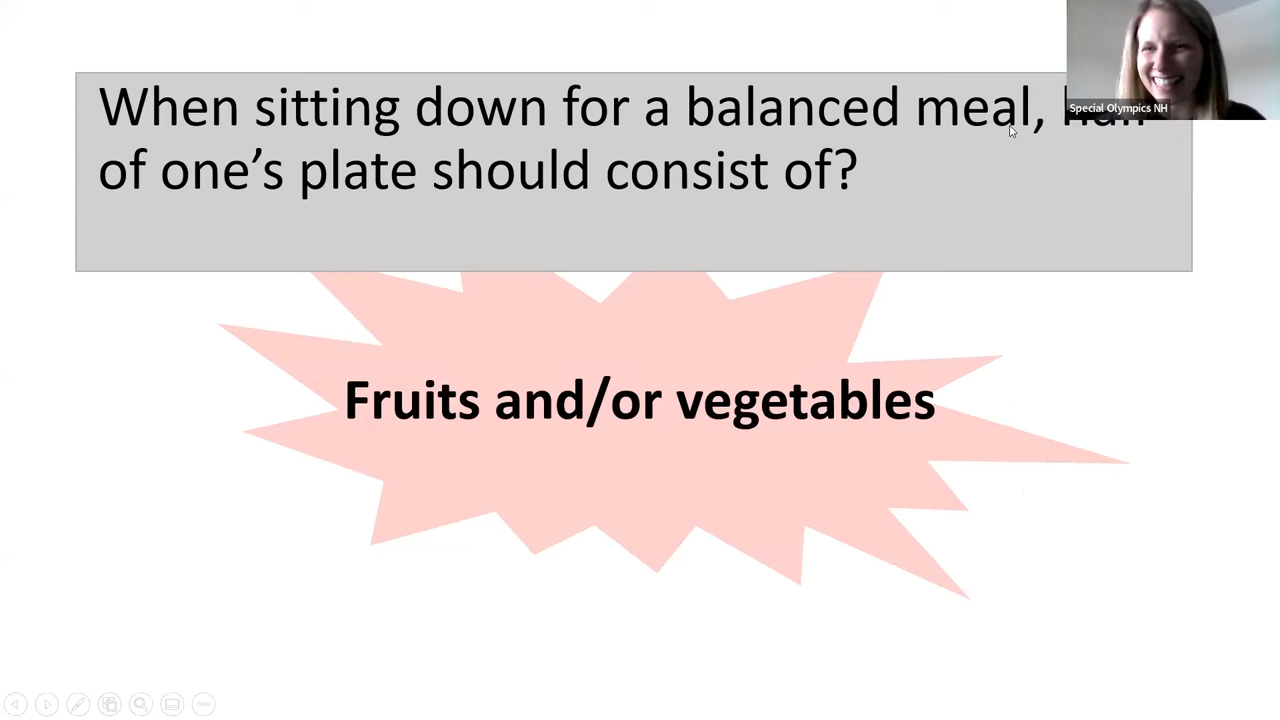 When sitting down for a balanced meal,
of one's plate should consist of?
Special Olympics NH
Fruits and/or vegetables